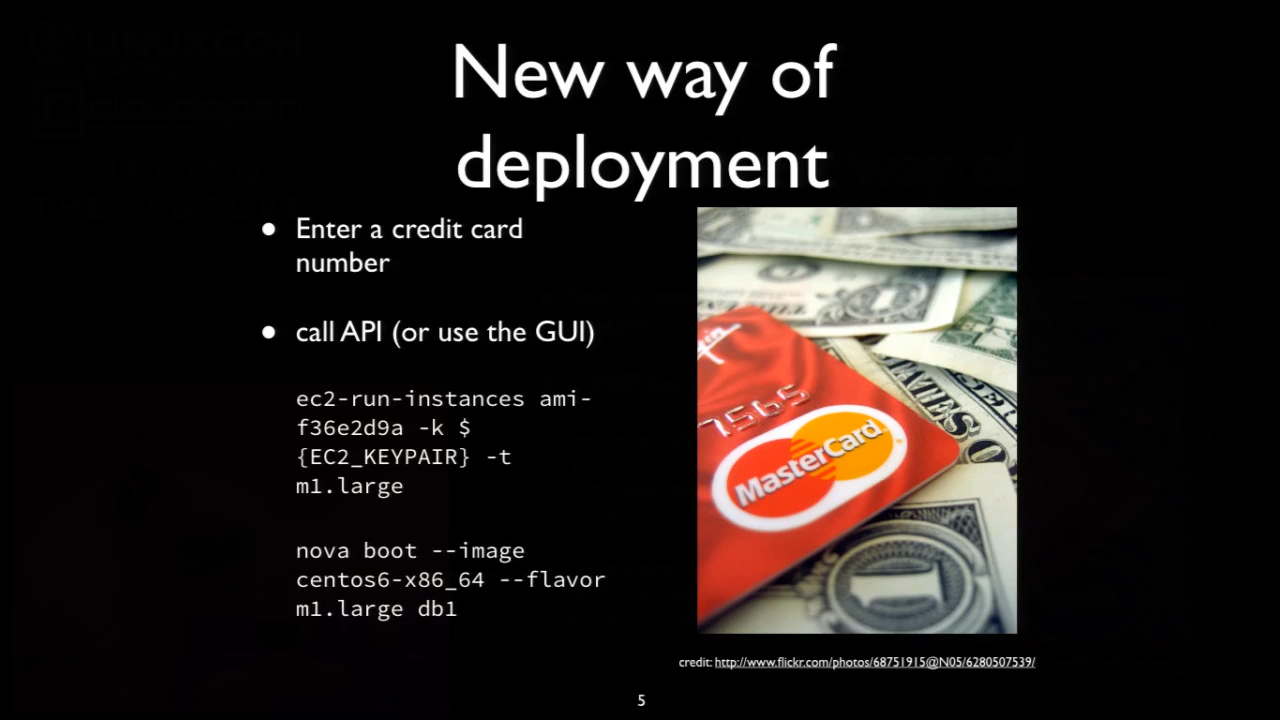 New way of
deployment
• Enter a credit card
number
• call API (or use the GUI)
ec2-run-instances ami-
f36e2d9a -k $
{EC2_KEYPAIR} -t
m1.large
nova boot --image
centos6-x86_64 --flavor
m1.large db1
7565
MasterCard
credit: http://www.flickr.com/photos/68751915@N05/6280507539/
5